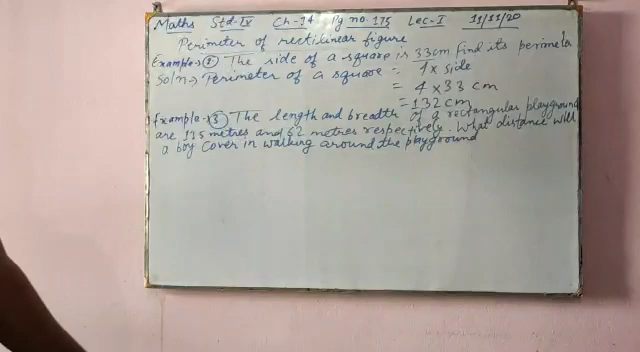 Maths Std-IV Ch-14 Pg no. 175 Lec-I 11/11/20
Perimeter of rectilinear figure
Example → ② The side of a square is 33cm find its perimeter
Soln → Perimeter of a square = 4 x side
= 4 x 33 cm
= 132 cm
Example → ③ The length and breadth of a rectangular playground
are 115 metres and 62 metres respectively. What distance will
a boy cover in walking around the playground